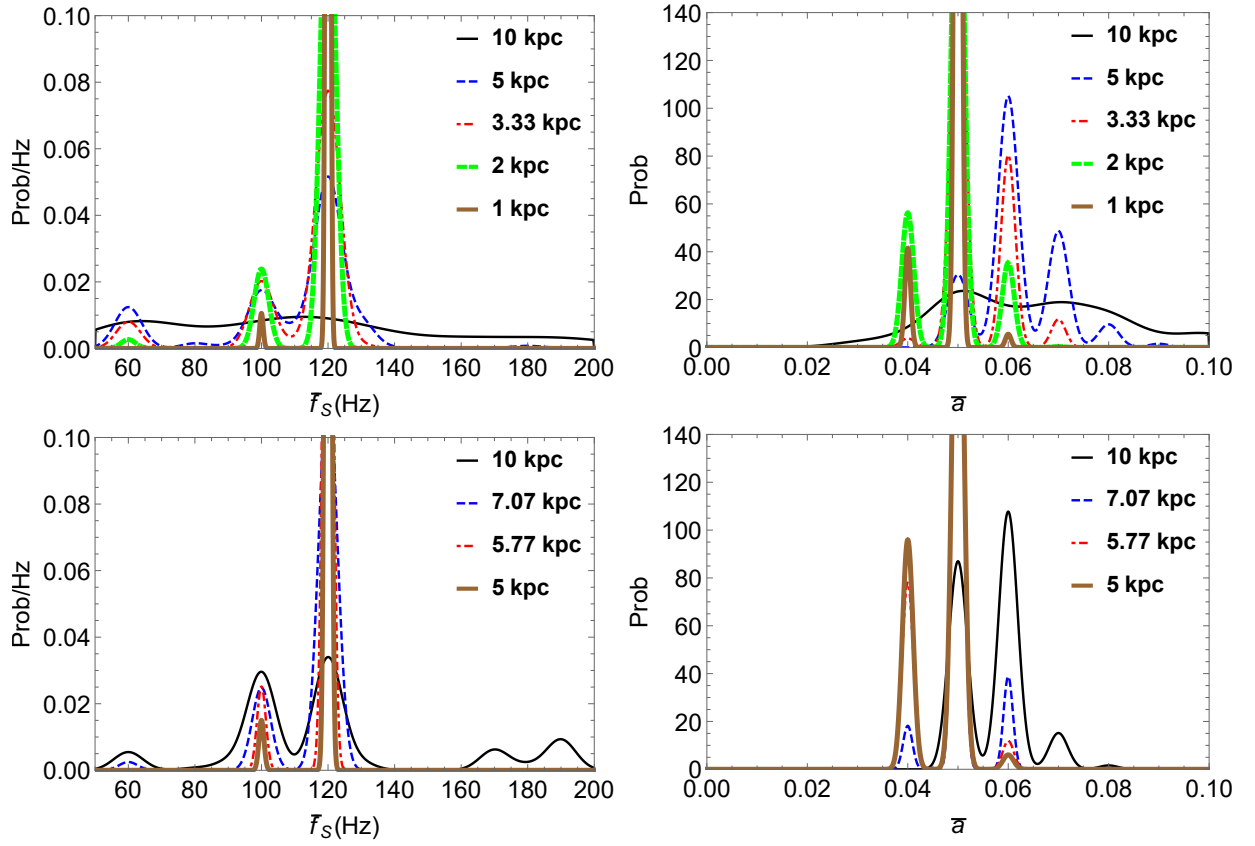 0.10
0.08
0.06
0.04
0.02
0.00
Prob/Hz
60 80 100 120 140 160 180 200
f̄_S(Hz)
10 kpc
5 kpc
3.33 kpc
2 kpc
1 kpc
140
120
100
80
60
40
20
0
Prob
0.00 0.02 0.04 0.06 0.08 0.10
a̅
10 kpc
5 kpc
3.33 kpc
2 kpc
1 kpc
0.10
0.08
0.06
0.04
0.02
0.00
Prob/Hz
60 80 100 120 140 160 180 200
f̄_S(Hz)
10 kpc
7.07 kpc
5.77 kpc
5 kpc
140
120
100
80
60
40
20
0
Prob
0.00 0.02 0.04 0.06 0.08 0.10
a̅
10 kpc
7.07 kpc
5.77 kpc
5 kpc